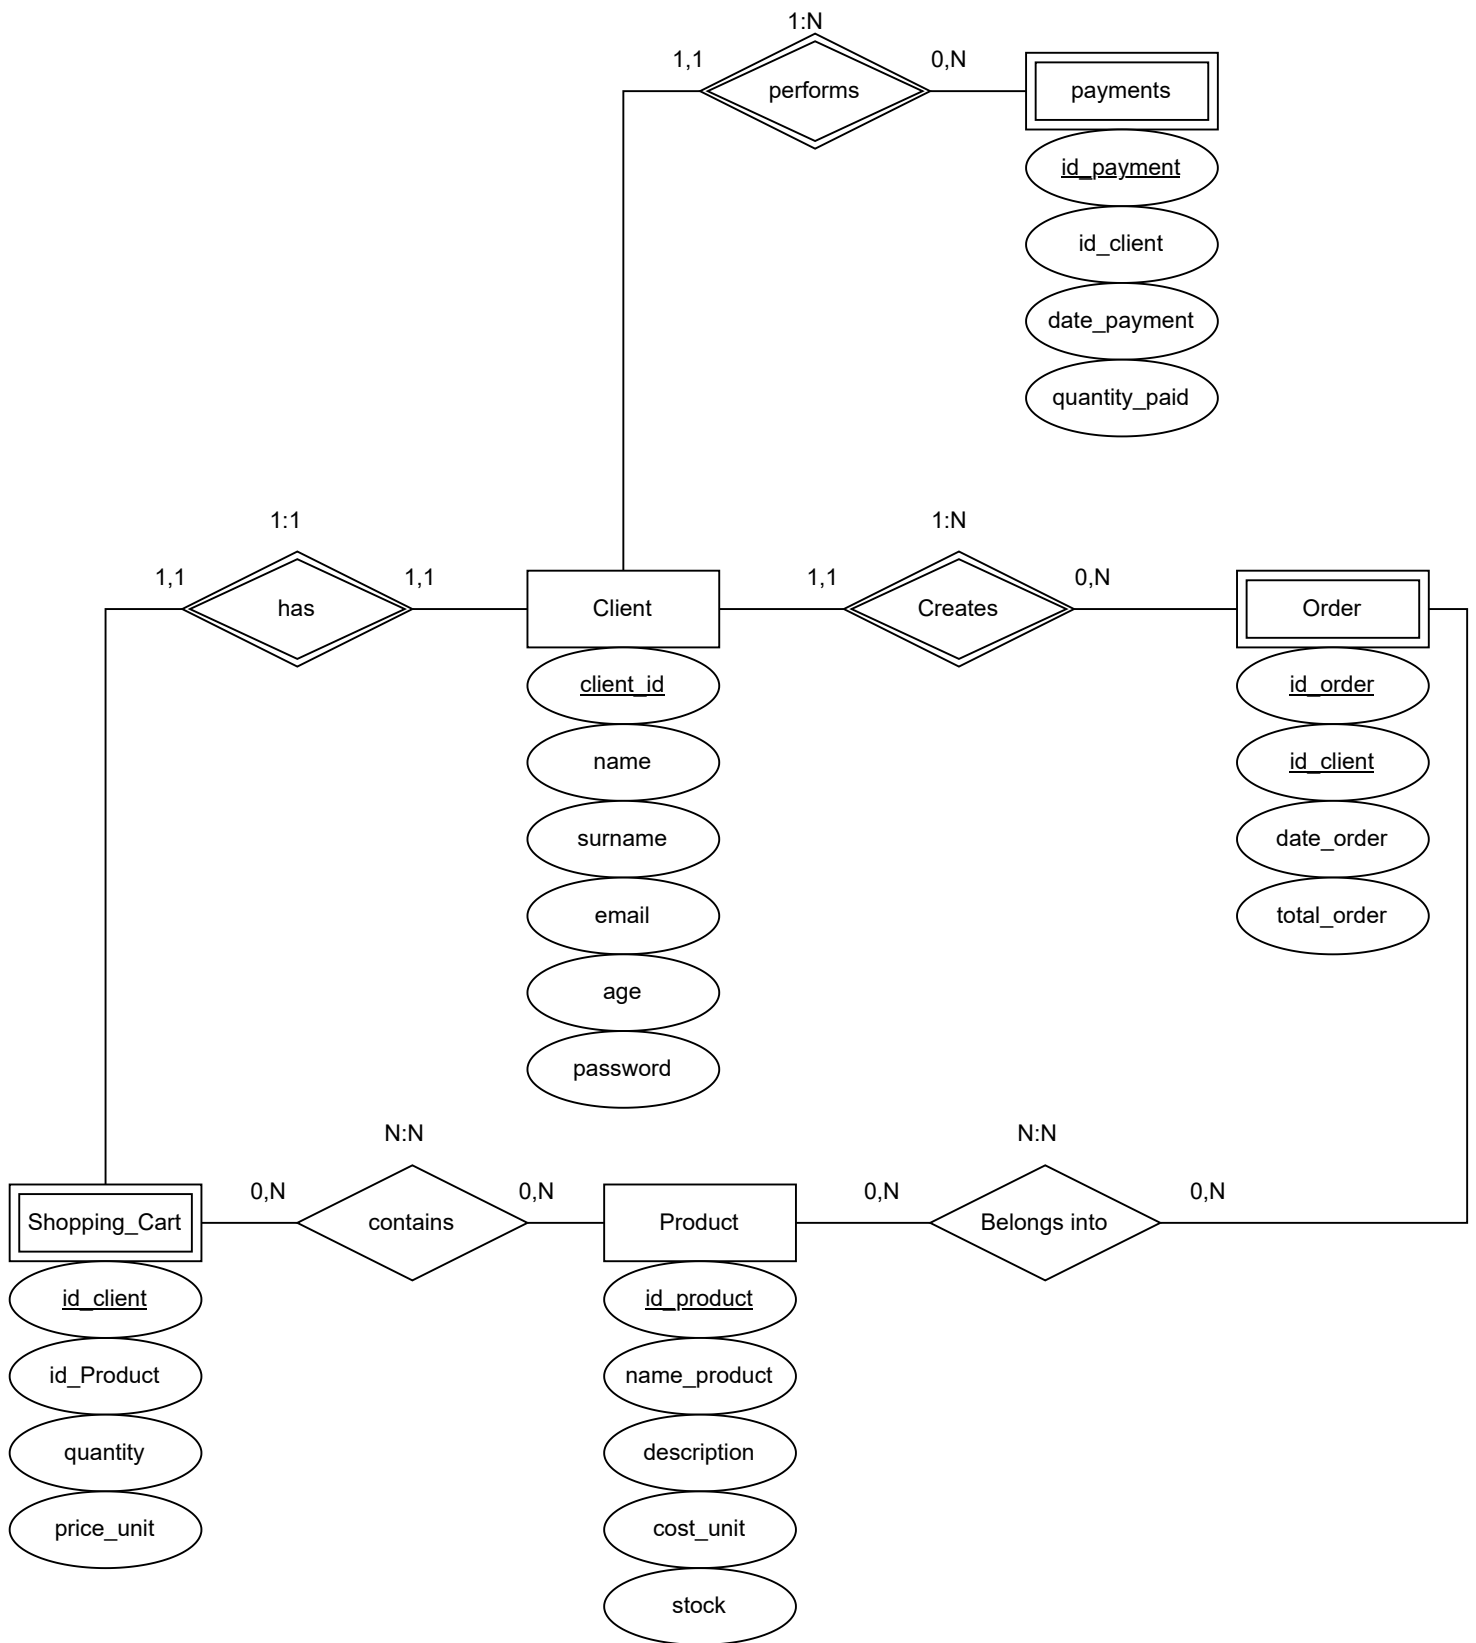 1:N
1,1
0,N
performs
payments
id_payment
id_client
date_payment
quantity_paid
1:1
1:N
1,1
1,1
1,1
0,N
has
Client
Creates
Order
client_id
name
surname
email
age
password
id_order
id_client
date_order
total_order
N:N
N:N
0,N
0,N
0,N
0,N
Shopping_Cart
contains
Product
Belongs into
id_client
id_Product
quantity
price_unit
id_product
name_product
description
cost_unit
stock